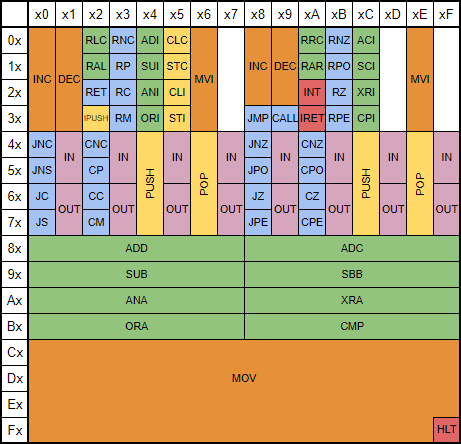 x0 x1 x2 x3 x4 x5 x6 x7 x8 x9 xA xB xC xD xE xF
0x RLC RNC ADI CLC RRC RNZ ACI
1x RAL RP SUI STC RAR RPO SCI
INC DEC MVI INC DEC MVI
2x RET RC ANI CLI INT RZ XRI
3x IPUSH RM ORI STI JMP CALL IRET RPE CPI
4x JNC CNC JNZ CNZ
IN IN IN IN IN IN IN IN
5x JNS CP JPO CPO
PUSH POP PUSH POP
6x JC CC JZ CZ
OUT OUT OUT OUT OUT OUT OUT OUT
7x JS CM JPE CPE
8x ADD ADC
9x SUB SBB
Ax ANA XRA
Bx ORA CMP
Cx
Dx MOV
Ex
Fx HLT